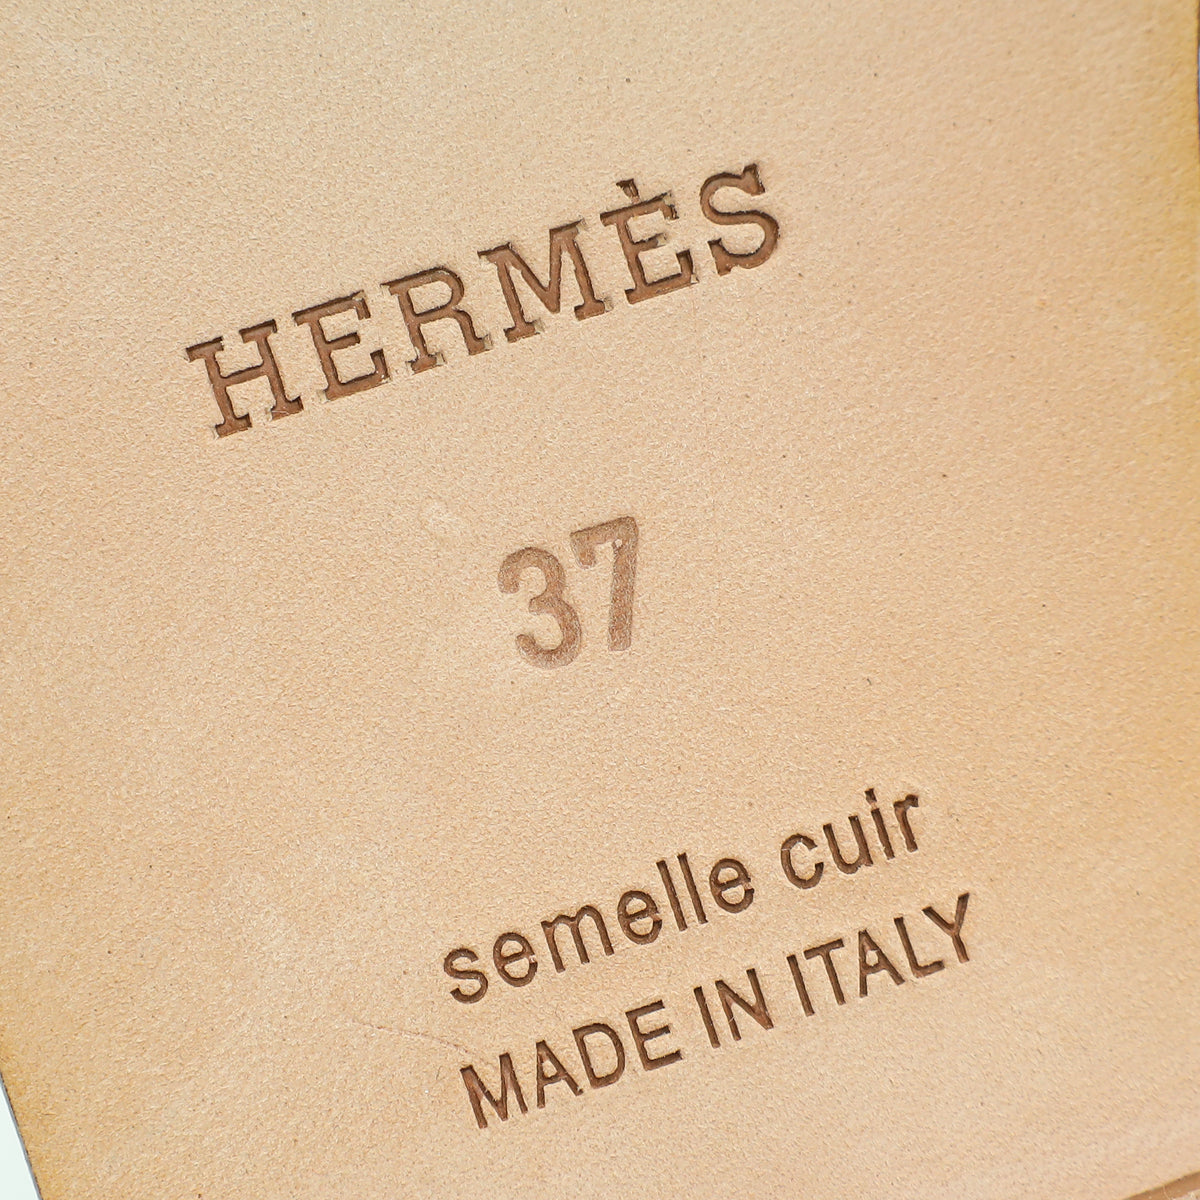 HERMÈS
37
semelle cuir
MADE IN ITALY